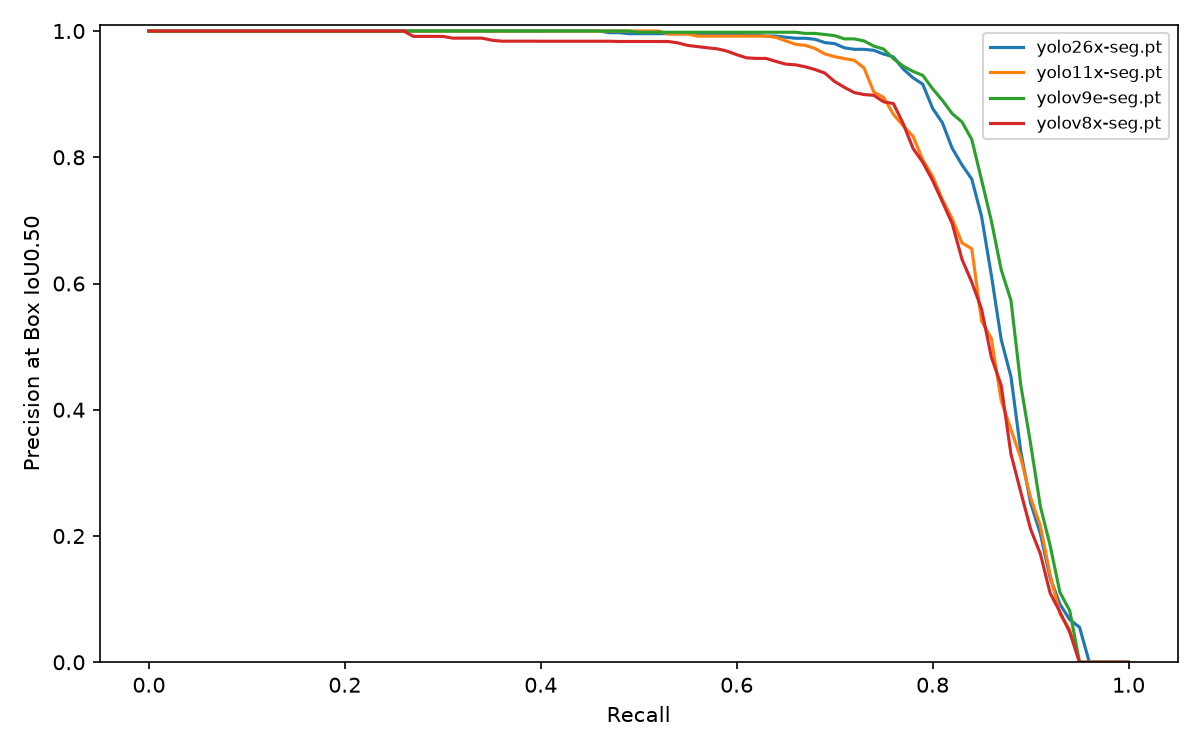 1.0
0.8
0.6
0.4
0.2
0.0
Precision at Box IoU0.50
yolo26x-seg.pt
yolo11x-seg.pt
yolov9e-seg.pt
yolov8x-seg.pt
0.0 0.2 0.4 0.6 0.8 1.0
Recall